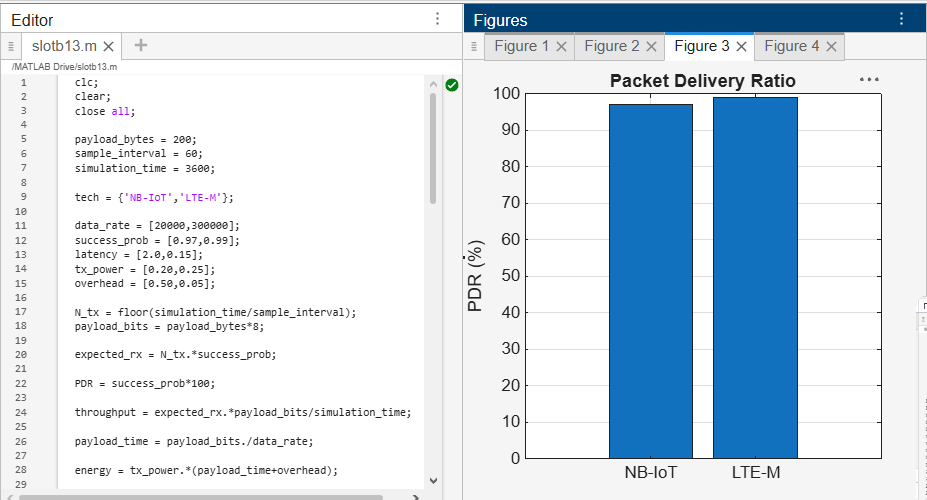 Editor
slotb13.m
/MATLAB Drive/slotb13.m
1 clc;
2 clear;
3 close all;
4
5 payload_bytes = 200;
6 sample_interval = 60;
7 simulation_time = 3600;
8
9 tech = {'NB-IoT','LTE-M'};
10
11 data_rate = [20000,300000];
12 success_prob = [0.97,0.99];
13 latency = [2.0,0.15];
14 tx_power = [0.20,0.25];
15 overhead = [0.50,0.05];
16
17 N_tx = floor(simulation_time/sample_interval);
18 payload_bits = payload_bytes*8;
19
20 expected_rx = N_tx.*success_prob;
21
22 PDR = success_prob*100;
23
24 throughput = expected_rx.*payload_bits/simulation_time;
25
26 payload_time = payload_bits./data_rate;
27
28 energy = tx_power.*(payload_time+overhead);
29
Figures
Figure 1 Figure 2 Figure 3 Figure 4
Packet Delivery Ratio
100
90
80
70
60
50
40
30
20
10
0
PDR (%)
NB-IoT LTE-M